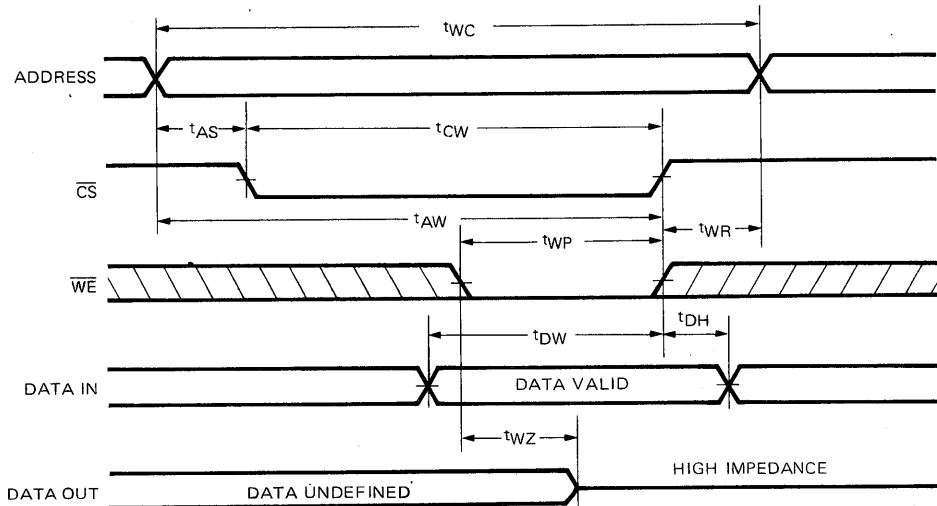 tWC
ADDRESS
tAS
tCW
CS
tAW
tWP
tWR
WE
tDW
tDH
DATA IN
DATA VALID
tWZ
HIGH IMPEDANCE
DATA OUT
DATA UNDEFINED